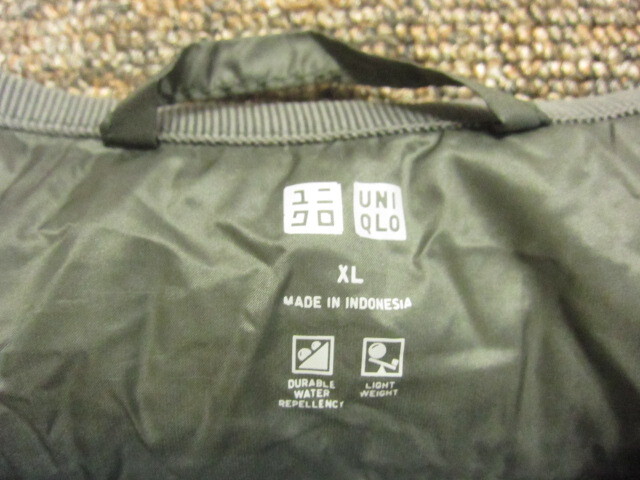 ユニ UNI
クロ QLO
XL
MADE IN INDONESIA
DURABLE LIGHT
WATER WEIGHT
REPELLENCY